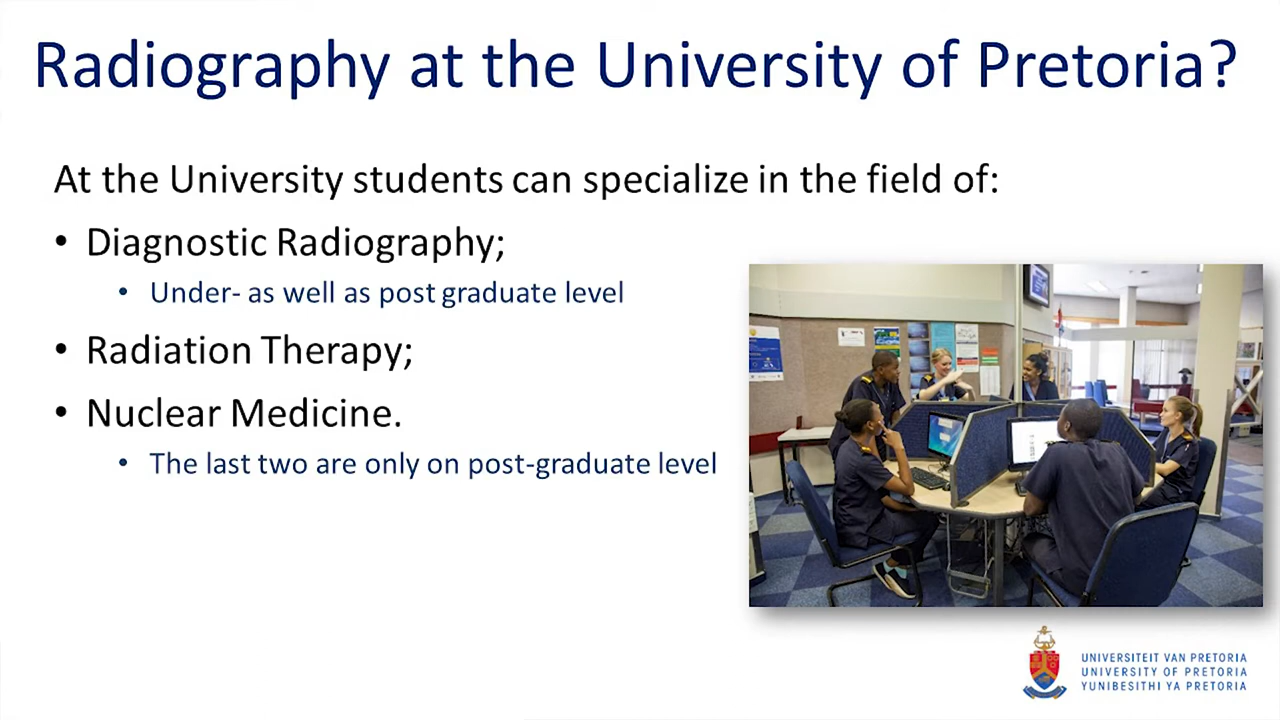 Radiography at the University of Pretoria?
At the University students can specialize in the field of:
• Diagnostic Radiography;
• Under- as well as post graduate level
• Radiation Therapy;
• Nuclear Medicine.
• The last two are only on post-graduate level
UNIVERSITEIT VAN PRETORIA
UNIVERSITY OF PRETORIA
YUNIBESITHI YA PRETORIA